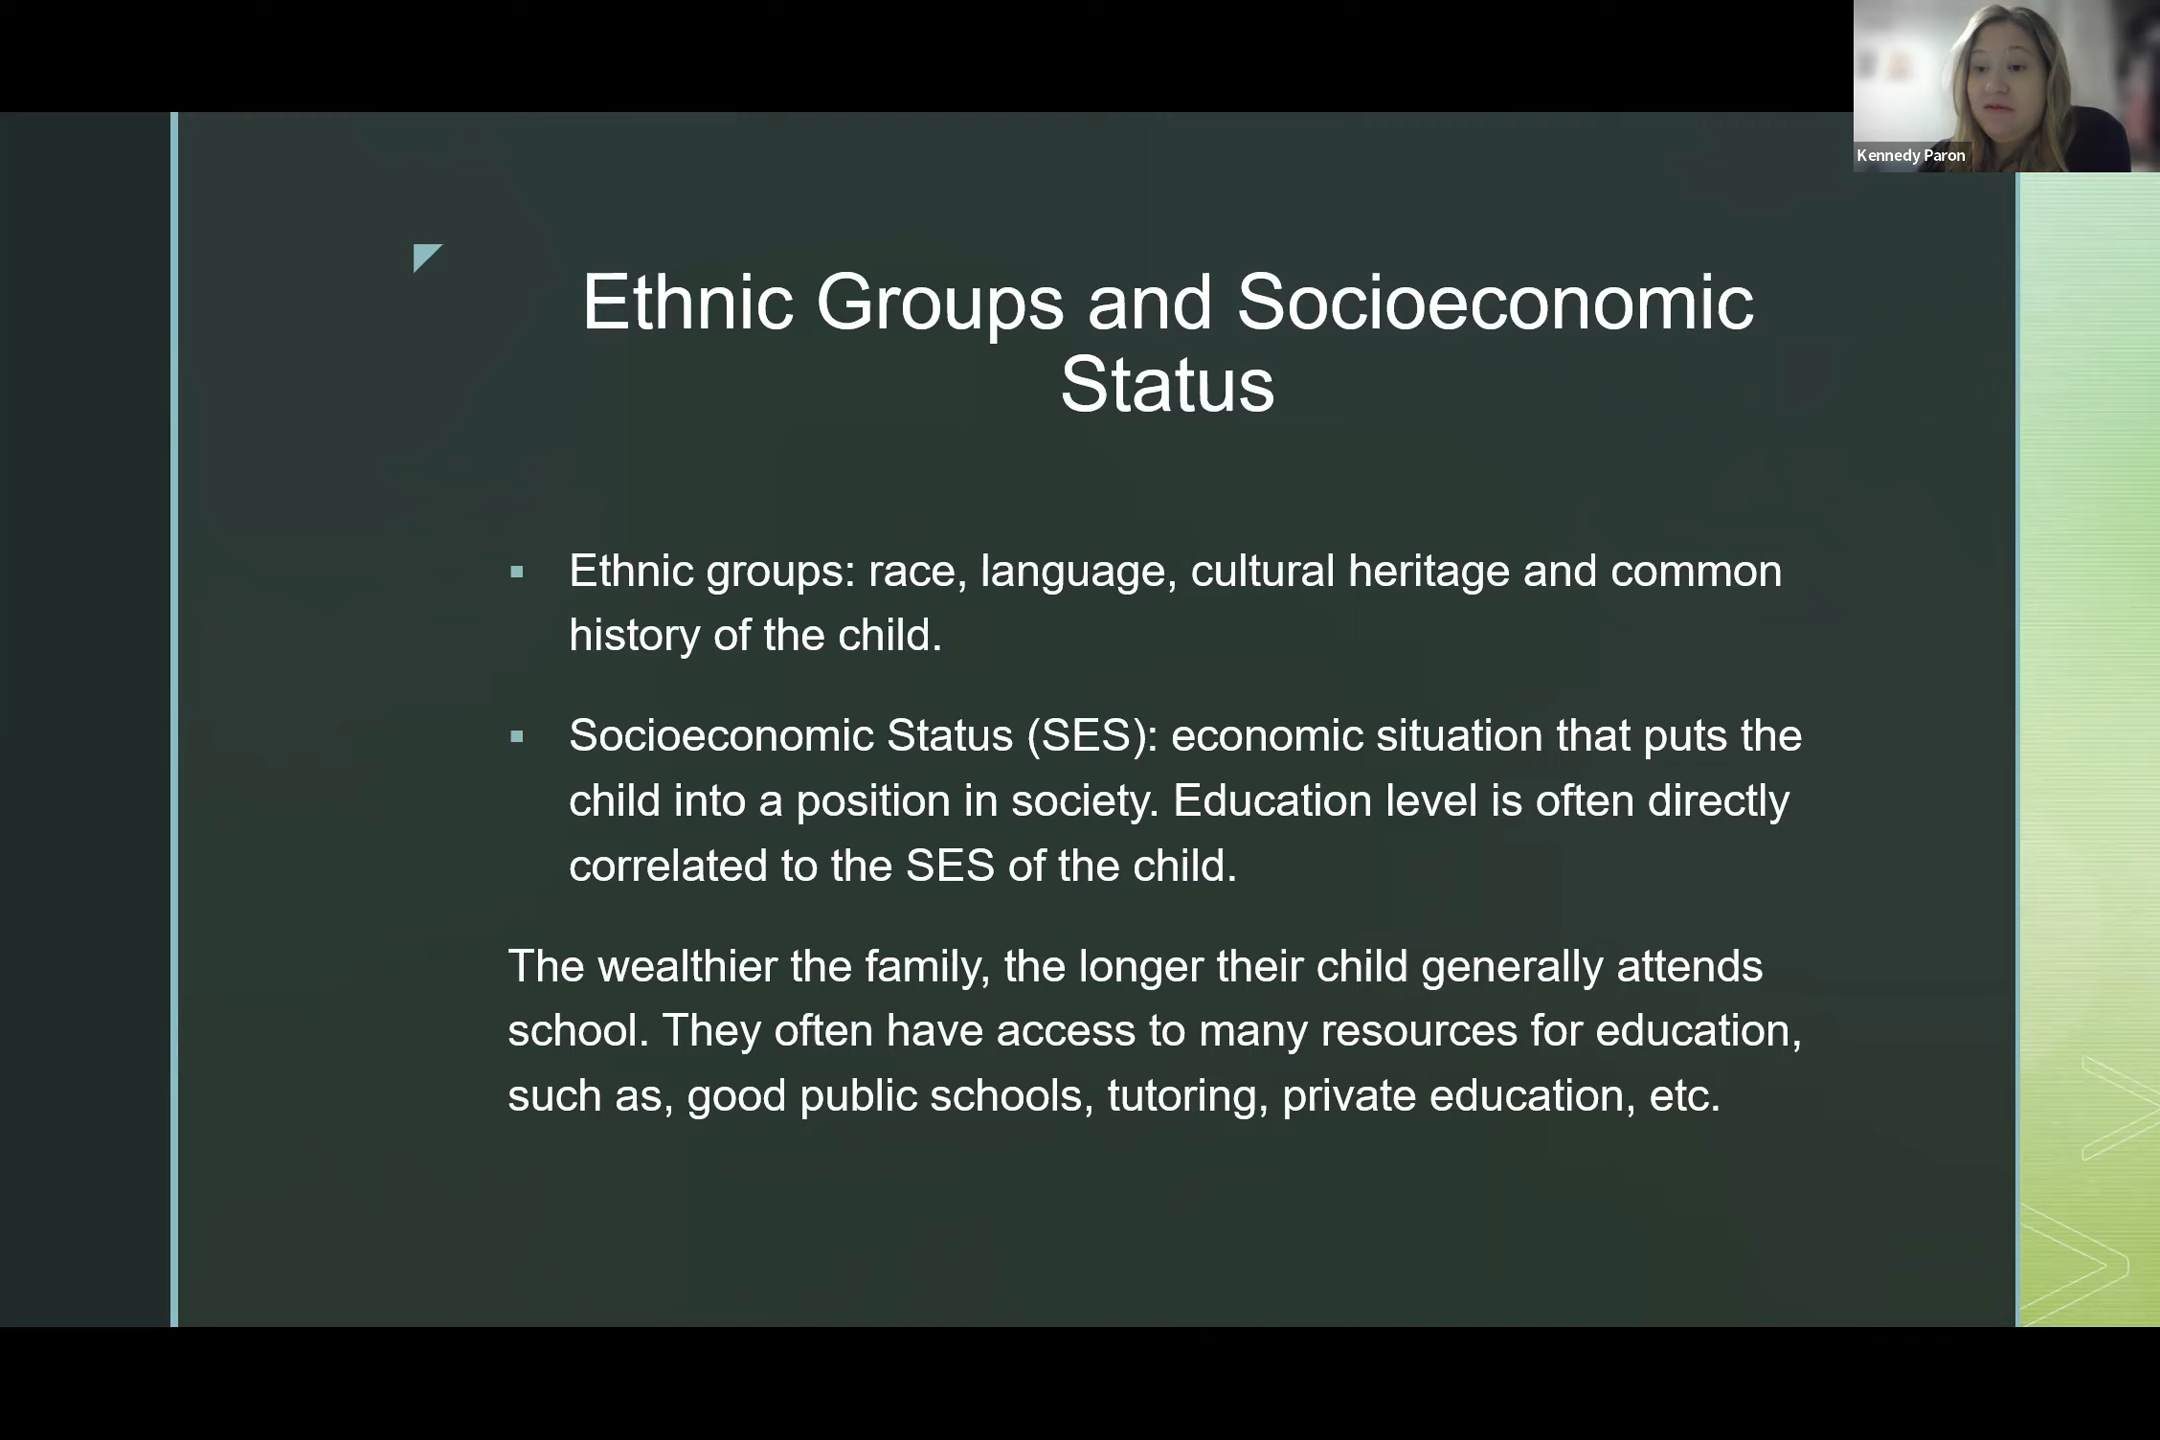 Kennedy Paron
Ethnic Groups and Socioeconomic
Status
▪ Ethnic groups: race, language, cultural heritage and common
history of the child.
▪ Socioeconomic Status (SES): economic situation that puts the
child into a position in society. Education level is often directly
correlated to the SES of the child.
The wealthier the family, the longer their child generally attends
school. They often have access to many resources for education,
such as, good public schools, tutoring, private education, etc.